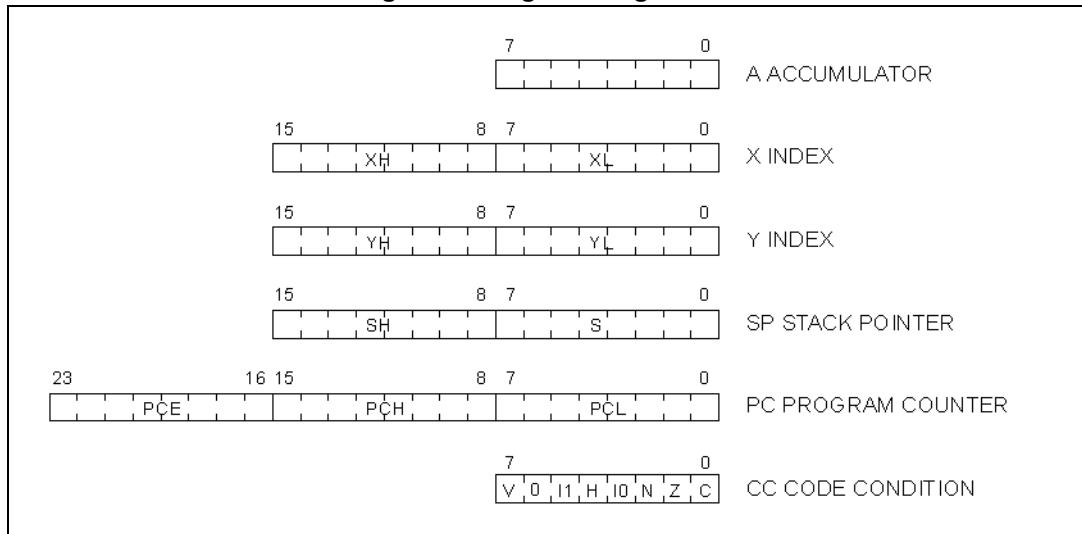 7 0
A ACCUMULATOR
15 8 7 0
XH XL X INDEX
15 8 7 0
YH YL Y INDEX
15 8 7 0
SH S SP STACK POINTER
23 16 15 8 7 0
PCE PCH PCL PC PROGRAM COUNTER
7 0
V 0 I1 H I0 N Z C CC CODE CONDITION